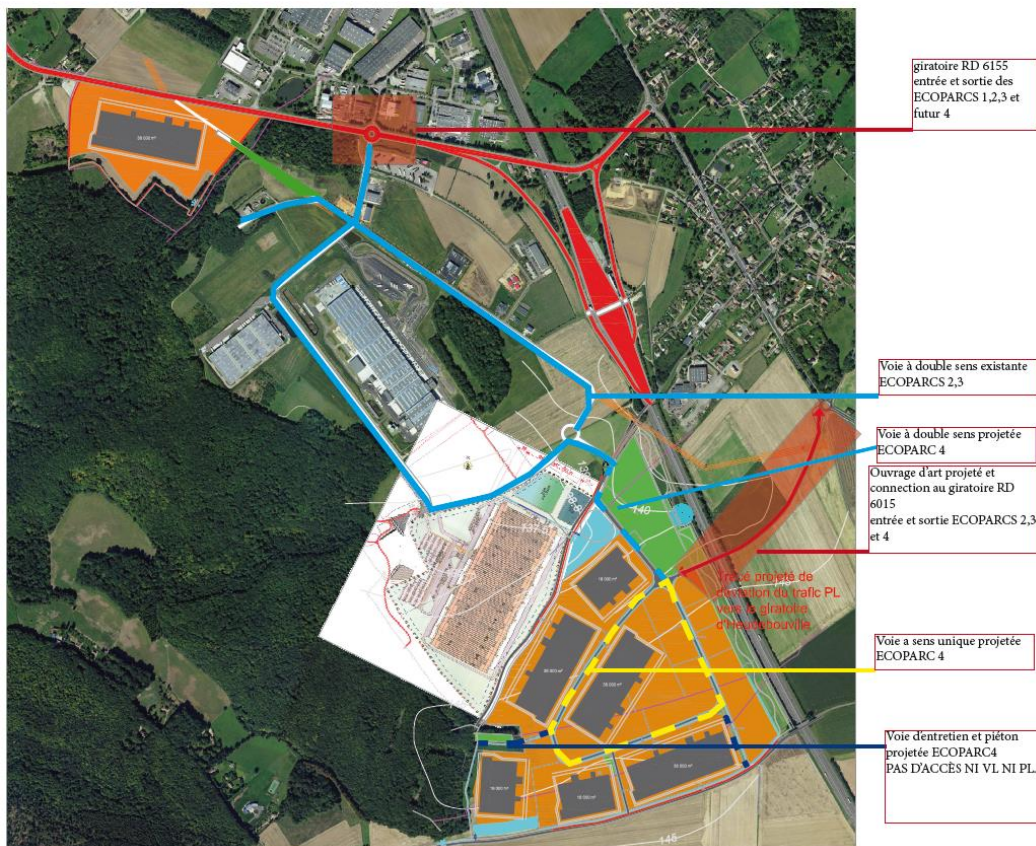 giratoire RD 6155
entrée et sortie des
ECOPARCS 1,2,3 et
futur 4
Voie à double sens existante
ECOPARCS 2,3
Voie à double sens projetée
ECOPARC 4
Ouvrage d'art projeté et
connection au giratoire RD
6015
entrée et sortie ECOPARCS 2,3
et 4
140
Tracé projeté de
déviation du trafic PL
vers le giratoire
d'Heudebouville
Voie a sens unique projetée
ECOPARC 4
Voie d'entretien et piéton
projetée ECOPARC4
PAS D'ACCÈS NI VL NI PL
145